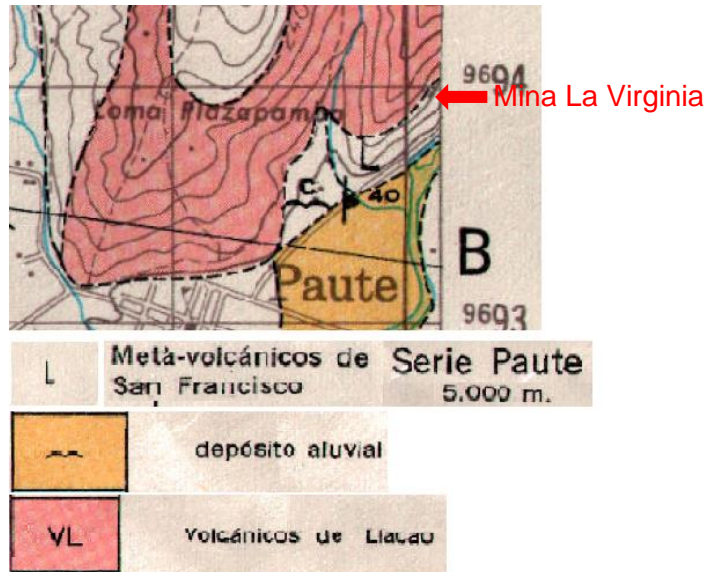 9694
Mina La Virginia
Loma Plazapamba
L
C
40
B
Paute
9693
L
Metà-volcánicos de
San Francisco
Serie Paute
5.000 m.
depósito aluvial
VL
Volcánicos de Llacao